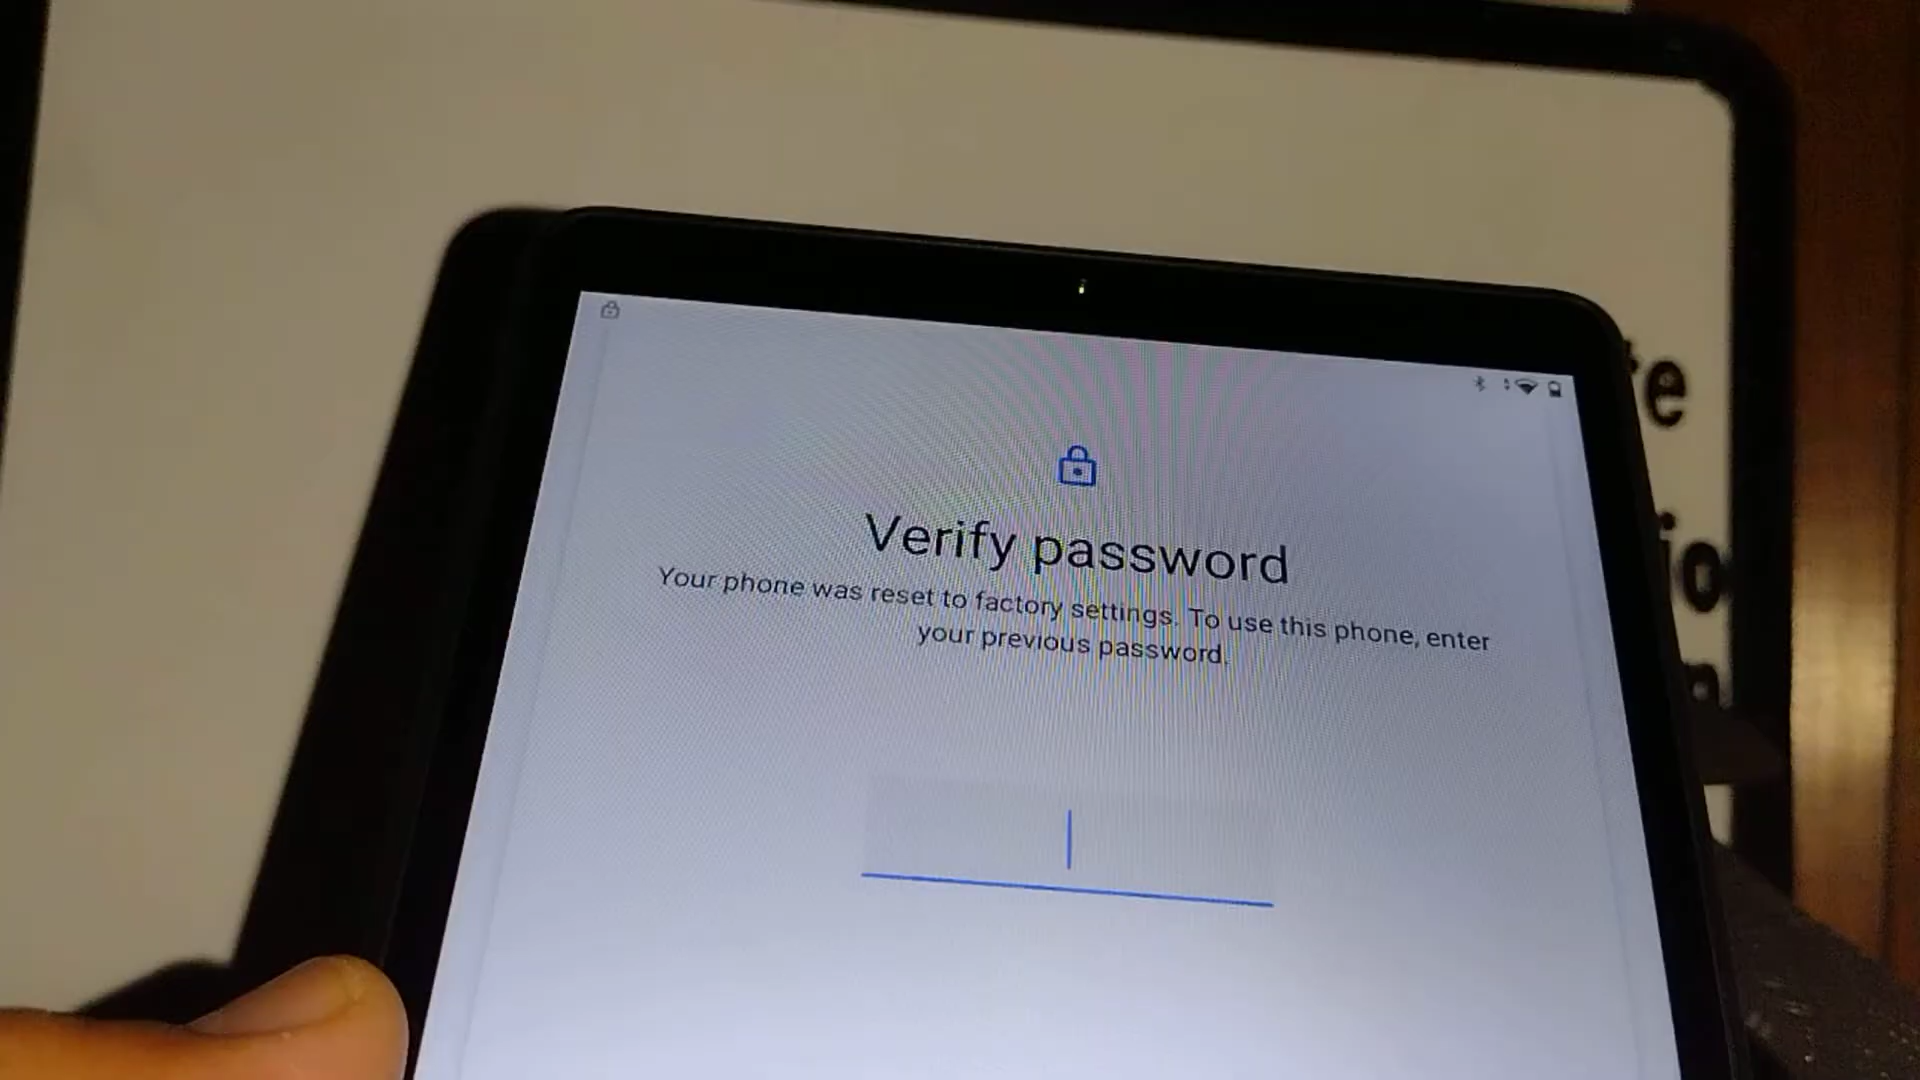 Verify password
Your phone was reset to factory settings. To use this phone, enter
your previous password.